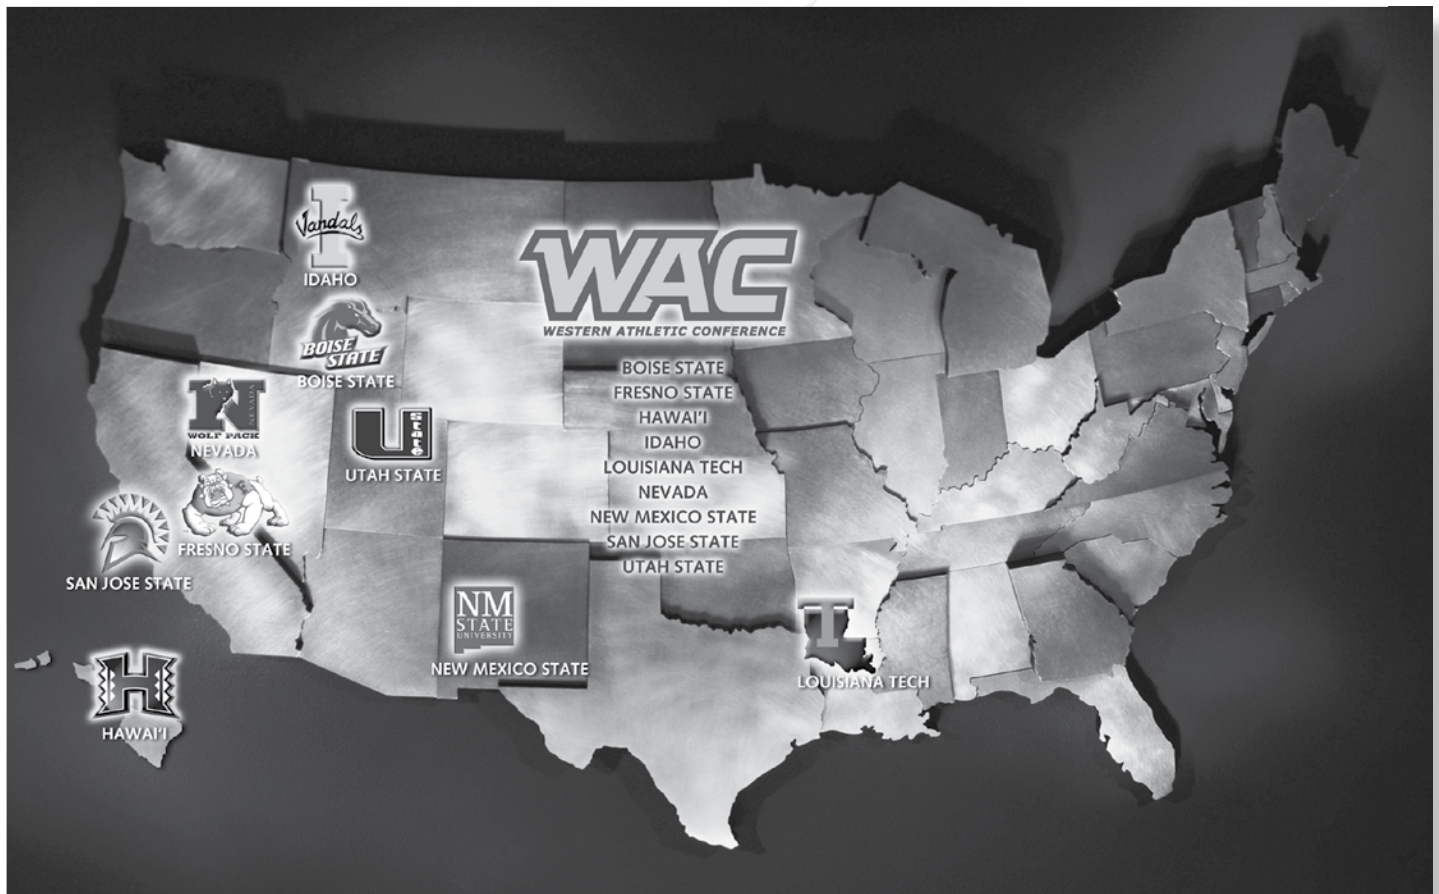 Vandals
IDAHO
BOISE
STATE
BOISE STATE
WAC
WESTERN ATHLETIC CONFERENCE
BOISE STATE
FRESNO STATE
HAWAI'I
IDAHO
LOUISIANA TECH
NEVADA
NEW MEXICO STATE
SAN JOSE STATE
UTAH STATE
N
NEVADA
WOLF PACK
NEVADA
U
State
UTAH STATE
FRESNO STATE
SAN JOSE STATE
NM
STATE
UNIVERSITY
NEW MEXICO STATE
T
LOUISIANA TECH
H
HAWAI'I